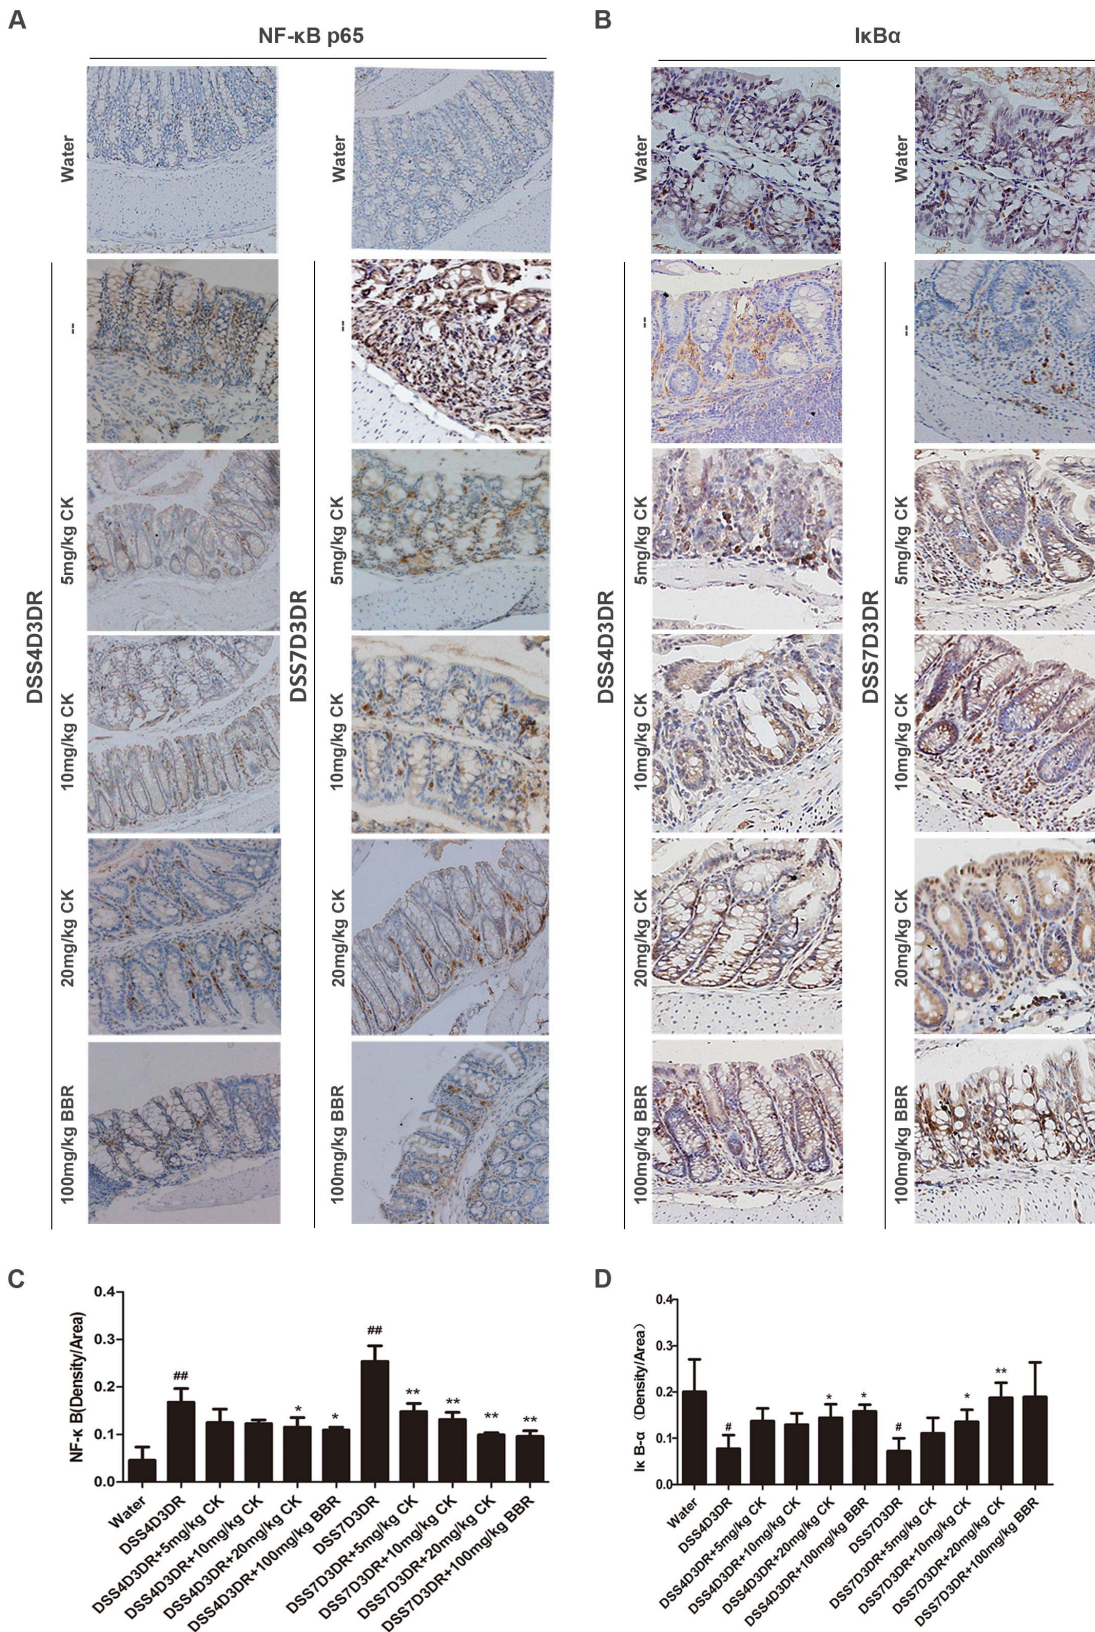 A
NF-κB p65
Water
Water
DSS4D3DR
--
5mg/kg CK
10mg/kg CK
20mg/kg CK
100mg/kg BBR
DSS7D3DR
--
5mg/kg CK
10mg/kg CK
20mg/kg CK
100mg/kg BBR
B
IκBα
Water
Water
DSS4D3DR
--
5mg/kg CK
10mg/kg CK
20mg/kg CK
100mg/kg BBR
DSS7D3DR
--
5mg/kg CK
10mg/kg CK
20mg/kg CK
100mg/kg BBR
C
NF-κ B(Density/Area)
0.4
0.3
0.2
0.1
0.0
##
*
*
##
**
**
**
**
Water
DSS4D3DR
DSS4D3DR+5mg/kg CK
DSS4D3DR+10mg/kg CK
DSS4D3DR+20mg/kg CK
DSS4D3DR+100mg/kg BBR
DSS7D3DR
DSS7D3DR+5mg/kg CK
DSS7D3DR+10mg/kg CK
DSS7D3DR+20mg/kg CK
DSS7D3DR+100mg/kg BBR
D
Iκ B-α （Density/Area）
0.4
0.3
0.2
0.1
0.0
#
*
*
#
*
**
Water
DSS4D3DR
DSS4D3DR+5mg/kg CK
DSS4D3DR+10mg/kg CK
DSS4D3DR+20mg/kg CK
DSS4D3DR+100mg/kg BBR
DSS7D3DR
DSS7D3DR+5mg/kg CK
DSS7D3DR+10mg/kg CK
DSS7D3DR+20mg/kg CK
DSS7D3DR+100mg/kg BBR